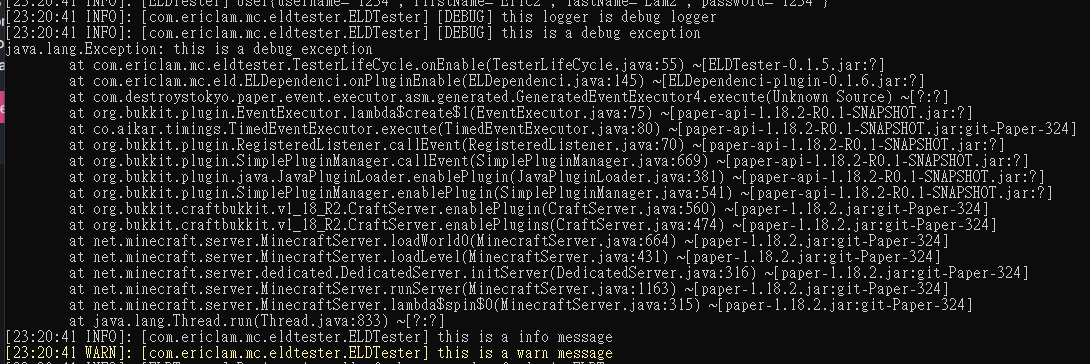 [23:20:41 INFO]: [ELDTester] User{username='1234', firstName='Eric2', lastName='Lam2', password='1234'}
[23:20:41 INFO]: [com.ericlam.mc.eldtester.ELDTester] [DEBUG] this logger is debug logger
[23:20:41 INFO]: [com.ericlam.mc.eldtester.ELDTester] [DEBUG] this is a debug exception
java.lang.Exception: this is a debug exception
at com.ericlam.mc.eldtester.TesterLifeCycle.onEnable(TesterLifeCycle.java:55) ~[ELDTester-0.1.5.jar:?]
at com.ericlam.mc.eld.ELDependenci.onPluginEnable(ELDependenci.java:145) ~[ELDependenci-plugin-0.1.6.jar:?]
at com.destroystokyo.paper.event.executor.asm.generated.GeneratedEventExecutor4.execute(Unknown Source) ~[?:?]
at org.bukkit.plugin.EventExecutor.lambda$create$1(EventExecutor.java:75) ~[paper-api-1.18.2-R0.1-SNAPSHOT.jar:?]
at co.aikar.timings.TimedEventExecutor.execute(TimedEventExecutor.java:80) ~[paper-api-1.18.2-R0.1-SNAPSHOT.jar:git-Paper-324]
at org.bukkit.plugin.RegisteredListener.callEvent(RegisteredListener.java:70) ~[paper-api-1.18.2-R0.1-SNAPSHOT.jar:?]
at org.bukkit.plugin.SimplePluginManager.callEvent(SimplePluginManager.java:669) ~[paper-api-1.18.2-R0.1-SNAPSHOT.jar:?]
at org.bukkit.plugin.java.JavaPluginLoader.enablePlugin(JavaPluginLoader.java:381) ~[paper-api-1.18.2-R0.1-SNAPSHOT.jar:?]
at org.bukkit.plugin.SimplePluginManager.enablePlugin(SimplePluginManager.java:541) ~[paper-api-1.18.2-R0.1-SNAPSHOT.jar:?]
at org.bukkit.craftbukkit.v1_18_R2.CraftServer.enablePlugin(CraftServer.java:560) ~[paper-1.18.2.jar:git-Paper-324]
at org.bukkit.craftbukkit.v1_18_R2.CraftServer.enablePlugins(CraftServer.java:474) ~[paper-1.18.2.jar:git-Paper-324]
at net.minecraft.server.MinecraftServer.loadWorld0(MinecraftServer.java:664) ~[paper-1.18.2.jar:git-Paper-324]
at net.minecraft.server.MinecraftServer.loadLevel(MinecraftServer.java:431) ~[paper-1.18.2.jar:git-Paper-324]
at net.minecraft.server.dedicated.DedicatedServer.initServer(DedicatedServer.java:316) ~[paper-1.18.2.jar:git-Paper-324]
at net.minecraft.server.MinecraftServer.runServer(MinecraftServer.java:1163) ~[paper-1.18.2.jar:git-Paper-324]
at net.minecraft.server.MinecraftServer.lambda$spin$0(MinecraftServer.java:315) ~[paper-1.18.2.jar:git-Paper-324]
at java.lang.Thread.run(Thread.java:833) ~[?:?]
[23:20:41 INFO]: [com.ericlam.mc.eldtester.ELDTester] this is a info message
[23:20:41 WARN]: [com.ericlam.mc.eldtester.ELDTester] this is a warn message